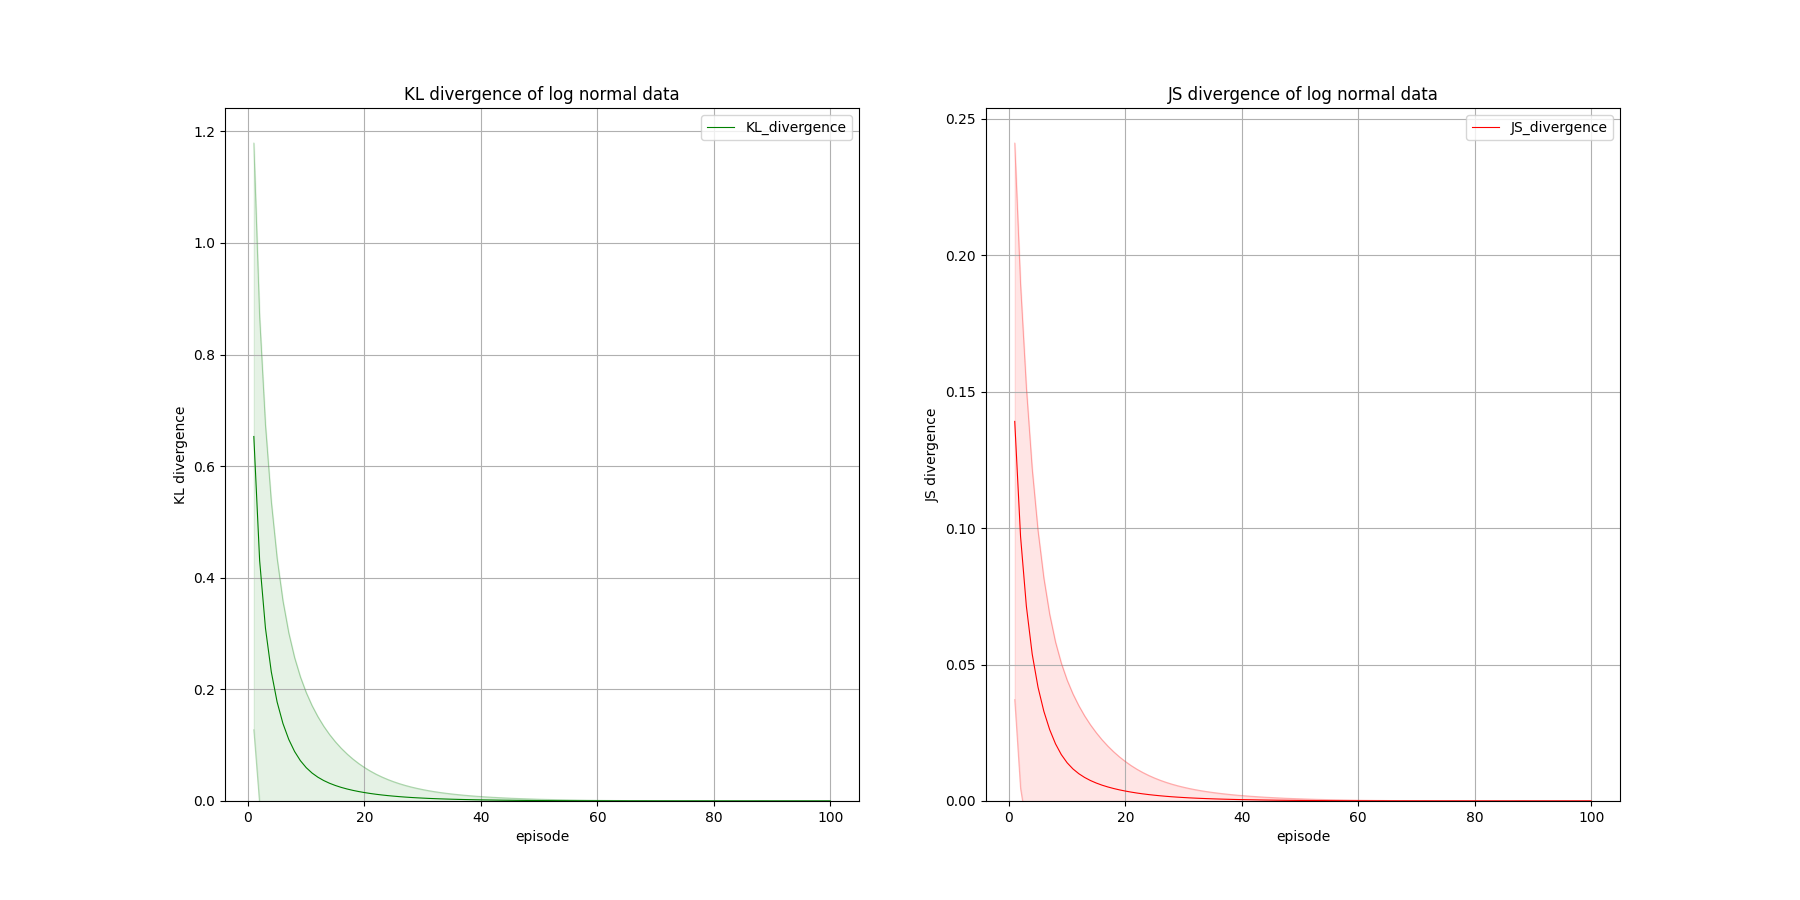 KL divergence of log normal data
KL_divergence
KL divergence
1.2
1.0
0.8
0.6
0.4
0.2
0.0
0 20 40 60 80 100
episode
JS divergence of log normal data
JS_divergence
JS divergence
0.25
0.20
0.15
0.10
0.05
0.00
0 20 40 60 80 100
episode